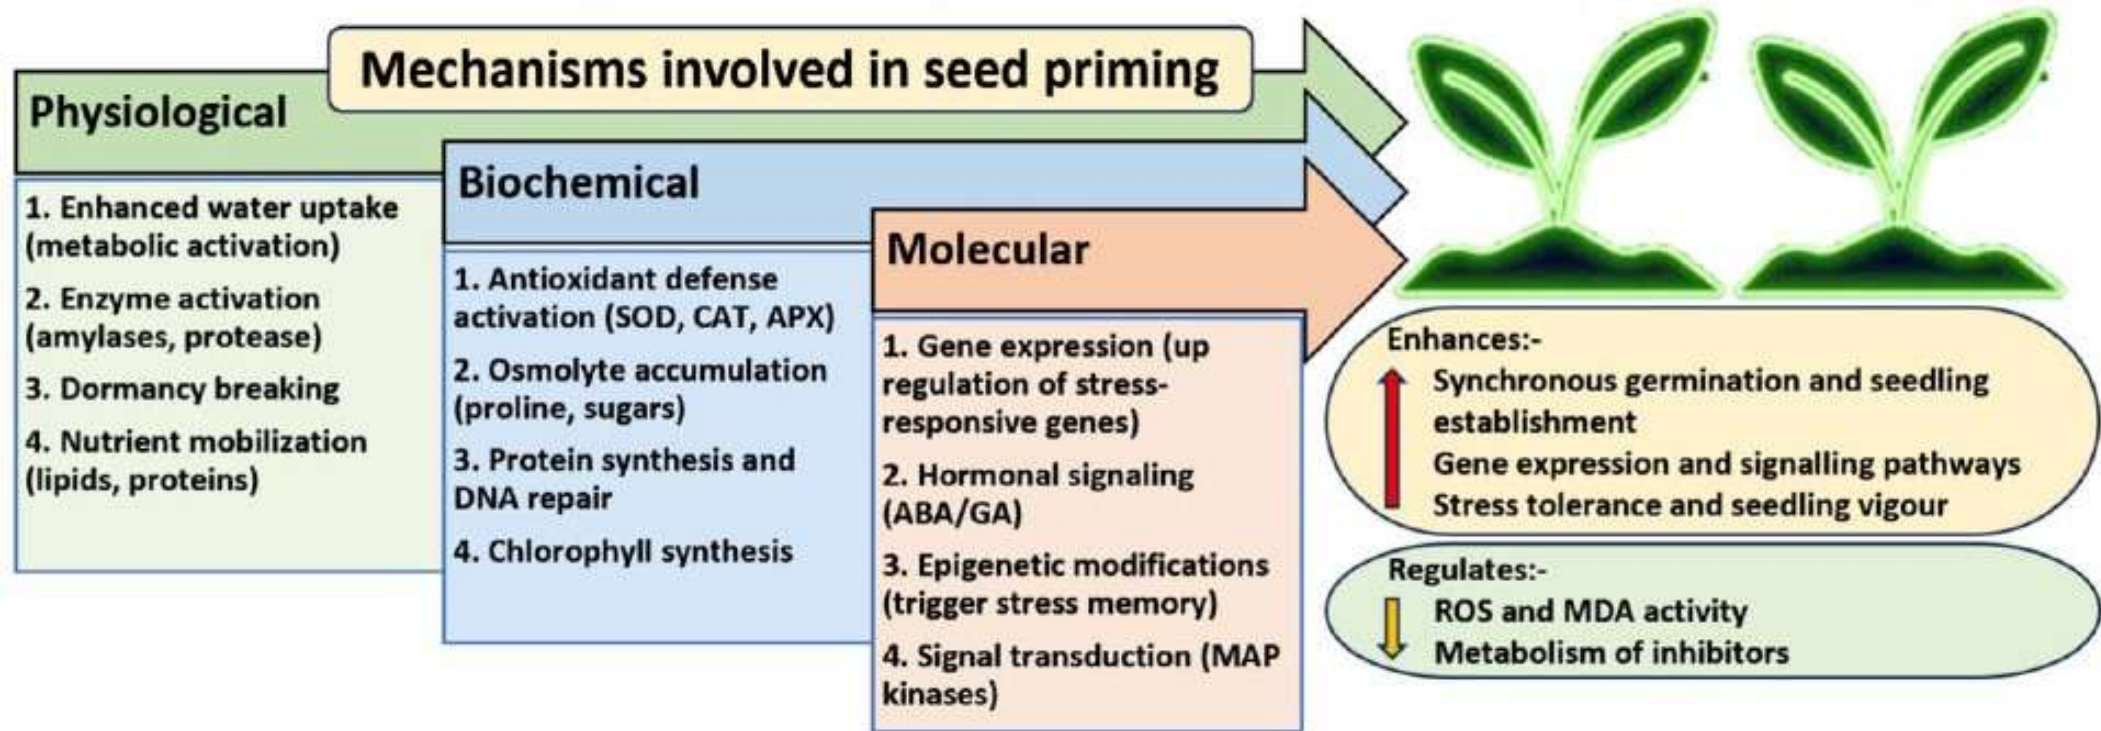 Mechanisms involved in seed priming
Physiological
1. Enhanced water uptake
(metabolic activation)
2. Enzyme activation
(amylases, protease)
3. Dormancy breaking
4. Nutrient mobilization
(lipids, proteins)
Biochemical
1. Antioxidant defense
activation (SOD, CAT, APX)
2. Osmolyte accumulation
(proline, sugars)
3. Protein synthesis and
DNA repair
4. Chlorophyll synthesis
Molecular
1. Gene expression (up
regulation of stress-
responsive genes)
2. Hormonal signaling
(ABA/GA)
3. Epigenetic modifications
(trigger stress memory)
4. Signal transduction (MAP
kinases)
Enhances:-
Synchronous germination and seedling
establishment
Gene expression and signalling pathways
Stress tolerance and seedling vigour
Regulates:-
ROS and MDA activity
Metabolism of inhibitors